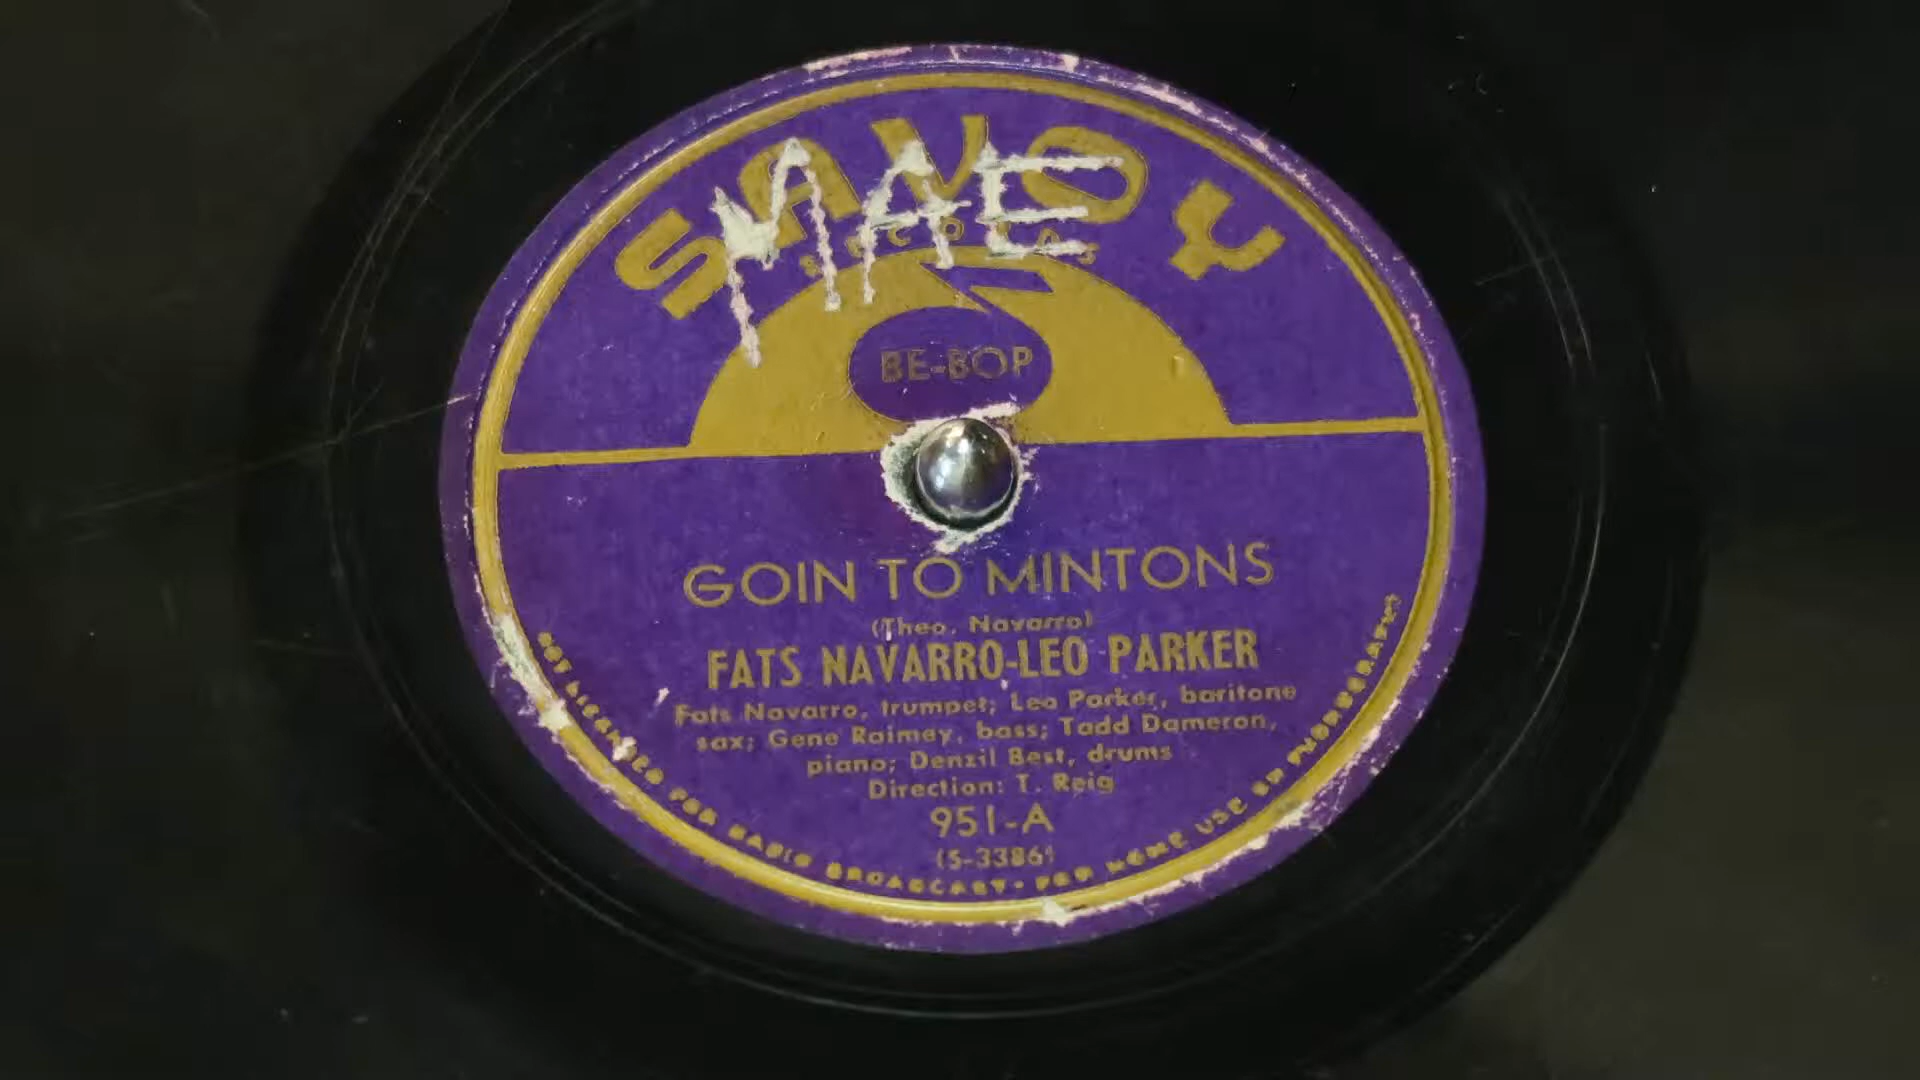 SAVOY
MAE
RECORDS
BE-BOP
GOIN TO MINTONS
(Theo. Navarro)
FATS NAVARRO-LEO PARKER
Fats Navarro, trumpet; Leo Parker, baritone
sax; Gene Raimey, bass; Tadd Dameron,
piano; Denzil Best, drums
Direction: T. Reig
951-A
(S-3386)
NOT LICENSED FOR RADIO BROADCAST • FOR HOME USE ON PHONOGRAPHS